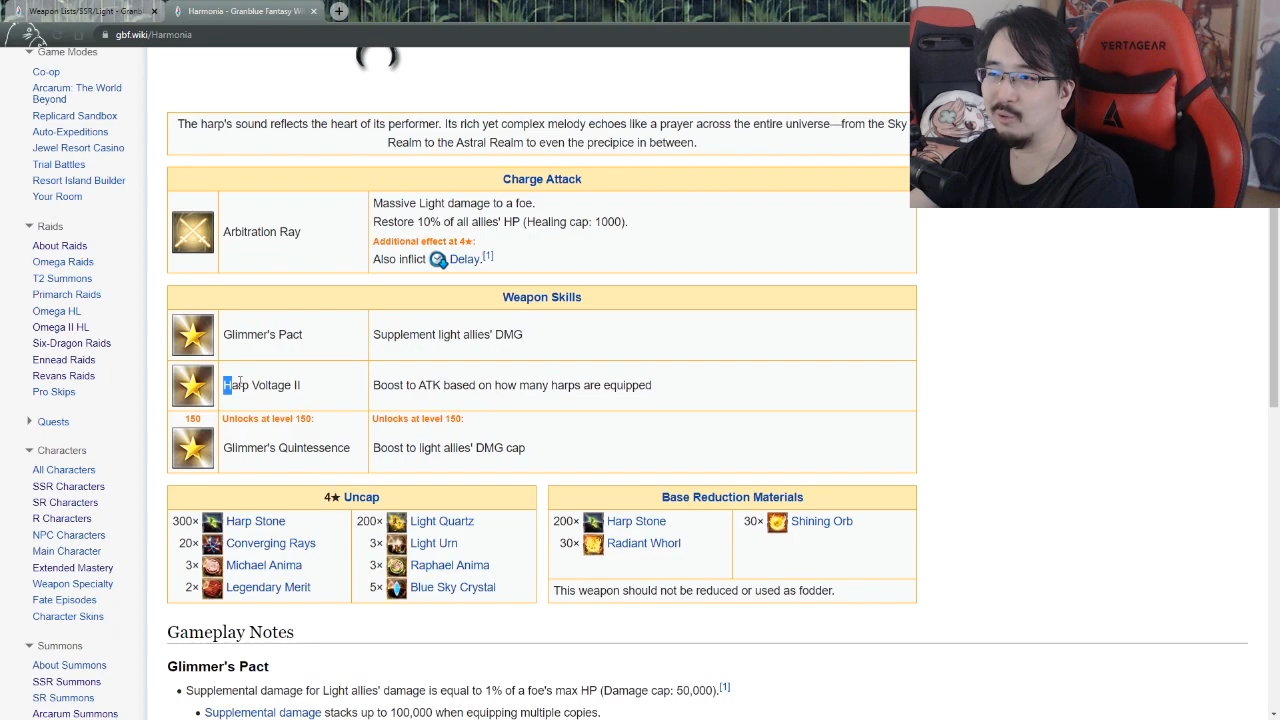 Weapon Lists/SSR/Light - Granbl
Harmonia - Granblue Fantasy Wi
gbf.wiki/Harmonia
VERTAGEAR
Game Modes
Co-op
Arcarum: The World
Beyond
Replicard Sandbox
Auto-Expeditions
Jewel Resort Casino
Trial Battles
Resort Island Builder
Your Room
Raids
About Raids
Omega Raids
T2 Summons
Primarch Raids
Omega HL
Omega II HL
Six-Dragon Raids
Ennead Raids
Revans Raids
Pro Skips
Quests
Characters
All Characters
SSR Characters
SR Characters
R Characters
NPC Characters
Main Character
Extended Mastery
Weapon Specialty
Fate Episodes
Character Skins
Summons
About Summons
SSR Summons
SR Summons
Arcarum Summons
The harp's sound reflects the heart of its performer. Its rich yet complex melody echoes like a prayer across the entire universe—from the Sky
Realm to the Astral Realm to even the precipice in between.
Charge Attack
Arbitration Ray
Massive Light damage to a foe.
Restore 10% of all allies' HP (Healing cap: 1000).
Additional effect at 4★:
Also inflict Delay.[1]
Weapon Skills
Glimmer's Pact
Supplement light allies' DMG
Harp Voltage II
Boost to ATK based on how many harps are equipped
150 Unlocks at level 150: Unlocks at level 150:
Glimmer's Quintessence
Boost to light allies' DMG cap
4★ Uncap
300× Harp Stone 200× Light Quartz
20× Converging Rays 3× Light Urn
3× Michael Anima 3× Raphael Anima
2× Legendary Merit 5× Blue Sky Crystal
Base Reduction Materials
200× Harp Stone 30× Shining Orb
30× Radiant Whorl
This weapon should not be reduced or used as fodder.
Gameplay Notes
Glimmer's Pact
• Supplemental damage for Light allies' damage is equal to 1% of a foe's max HP (Damage cap: 50,000).[1]
• Supplemental damage stacks up to 100,000 when equipping multiple copies.